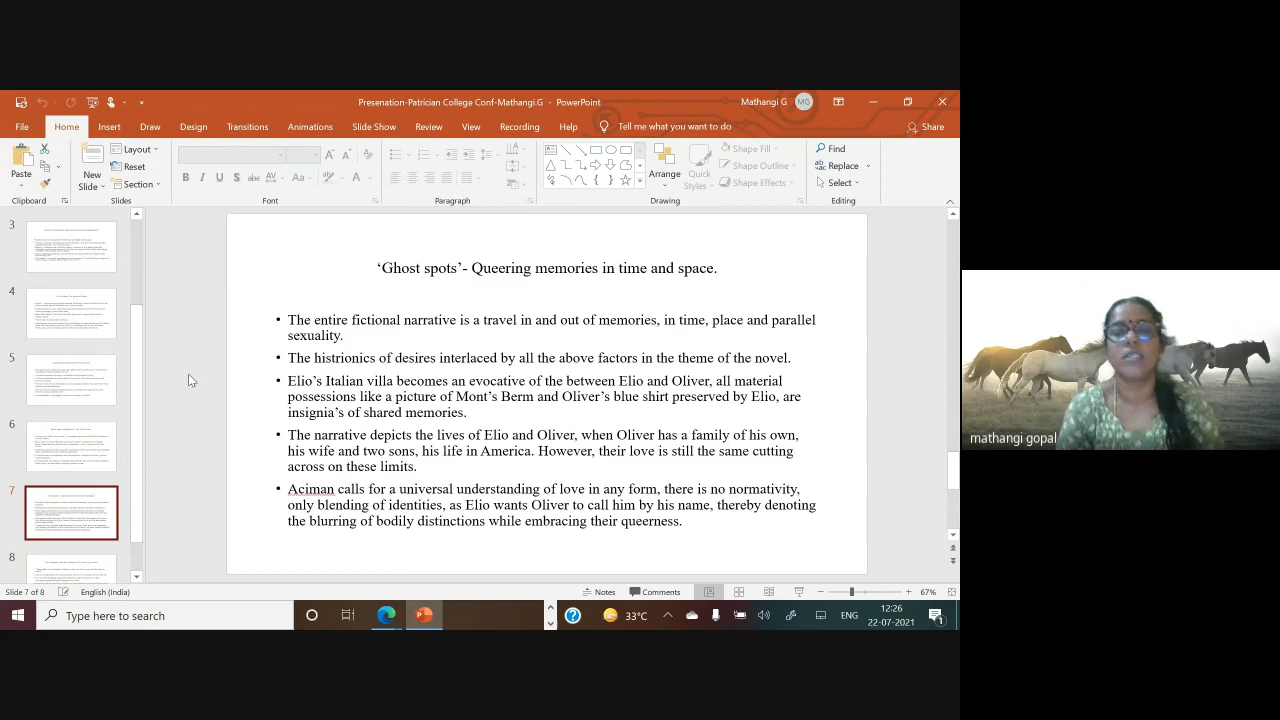 Presenation-Patrician College Conf-Mathangi.G - PowerPoint
Mathangi G MG
File Home Insert Draw Design Transitions Animations Slide Show Review View Recording Help Tell me what you want to do Share
Paste
New
Slide
Layout
Reset
Section
Arrange
Quick
Styles
Shape Fill
Shape Outline
Shape Effects
Find
Replace
Select
Clipboard Slides Font Paragraph Drawing Editing
3
4
5
6
7
8
‘Ghost spots’- Queering memories in time and space.
• The entire fictional narrative is a travel in and out of memories, in time, place and parallel
sexuality.
• The histrionics of desires interlaced by all the above factors in the theme of the novel.
• Elio’s Italian villa becomes an interface of the between Elio and Oliver, all material
possessions like a picture of Mont’s Berm and Oliver’s blue shirt preserved by Elio, are
insignia’s of shared memories.
• The narrative depicts the lives of Elio and Oliver, when Oliver has a family of his own,
his wife and two sons, his life in America. However, their love is still the same cutting
across on these limits.
• Aciman calls for a universal understanding of love in any form, there is no normativity,
only blending of identities, as Elio wants Oliver to call him by his name, thereby denoting
the blurring of bodily distinctions while embracing their queerness.
mathangi gopal
Slide 7 of 8 English (India) Notes Comments 67%
Type here to search
33°C
ENG
12:26
22-07-2021
1